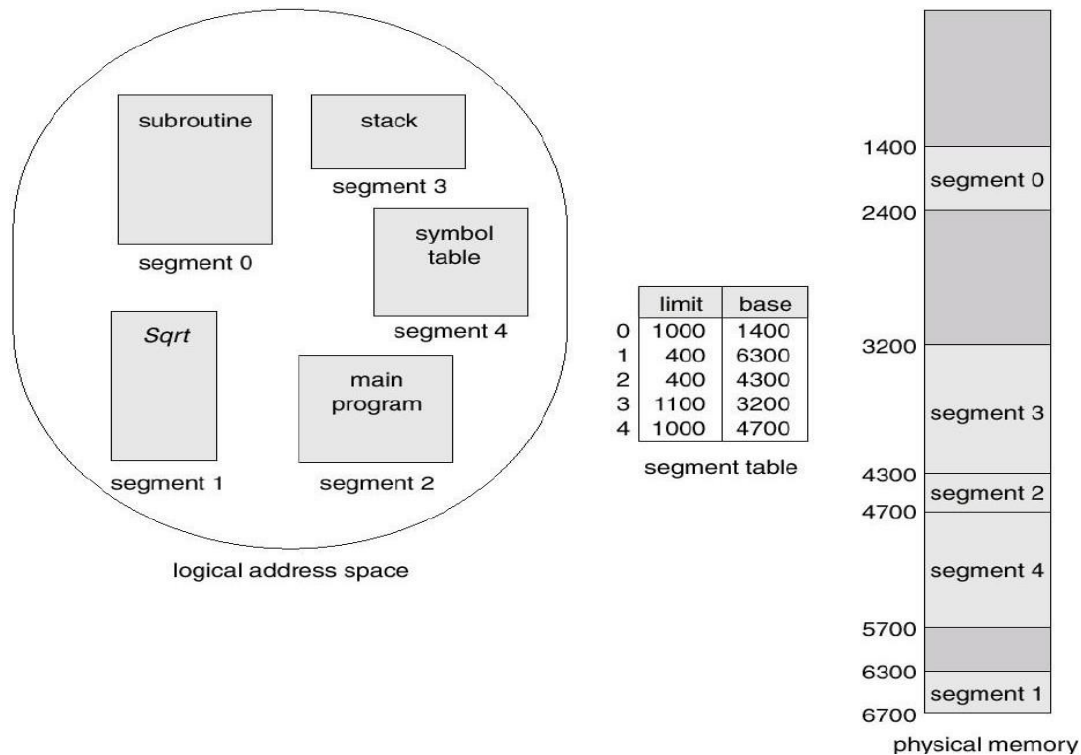 subroutine
segment 0
stack
segment 3
symbol
table
segment 4
Sqrt
segment 1
main
program
segment 2
logical address space
limit base
0 1000 1400
1 400 6300
2 400 4300
3 1100 3200
4 1000 4700
segment table
1400
segment 0
2400
3200
segment 3
4300
segment 2
4700
segment 4
5700
6300
segment 1
6700
physical memory